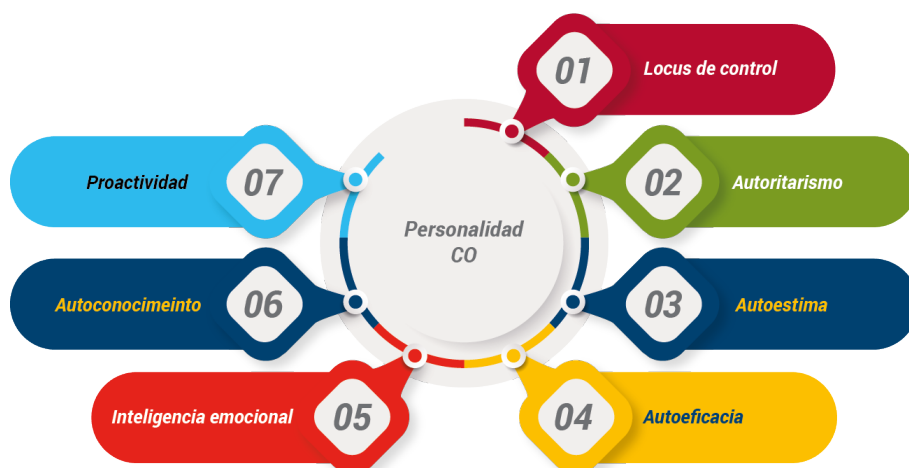 01
Locus de control
02
Autoritarismo
03
Autoestima
04
Autoeficacia
05
Inteligencia emocional
06
Autoconocimeinto
07
Proactividad
Personalidad
CO